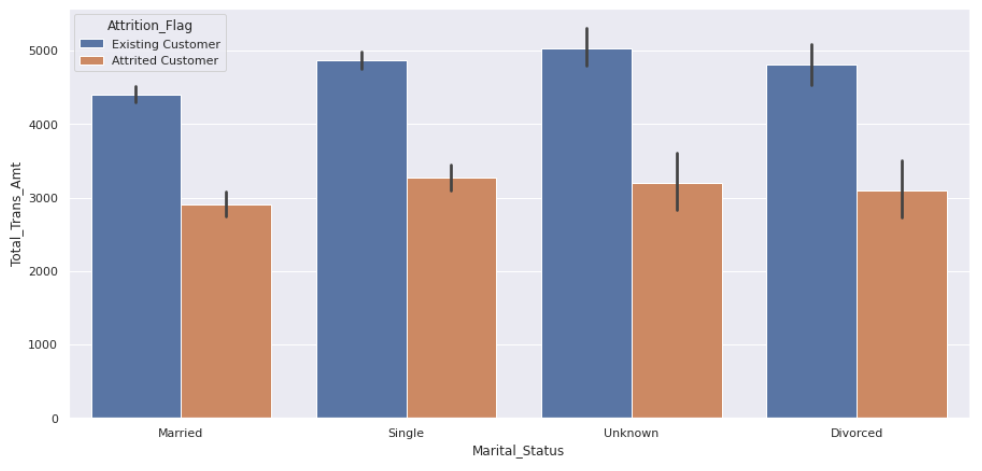 Attrition_Flag
Existing Customer
Attrited Customer
Total_Trans_Amt
5000
4000
3000
2000
1000
0
Married Single Unknown Divorced
Marital_Status